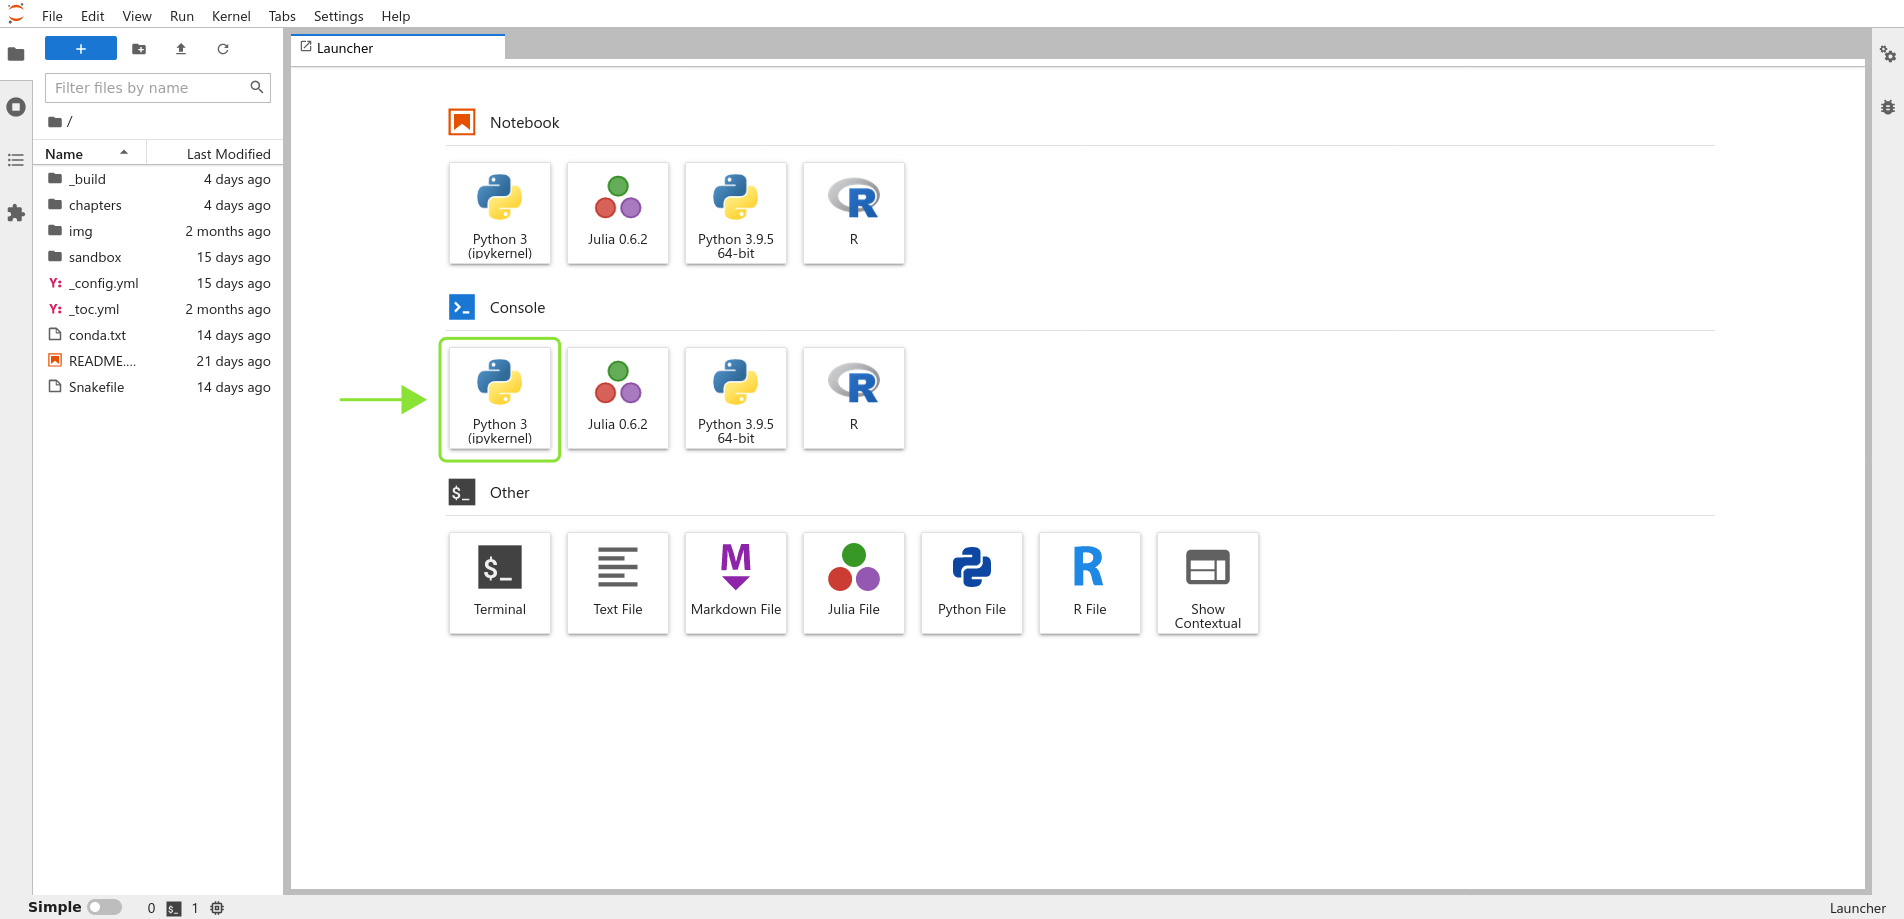 File Edit View Run Kernel Tabs Settings Help
+
Launcher
Filter files by name
/
Name Last Modified
_build 4 days ago
chapters 4 days ago
img 2 months ago
sandbox 15 days ago
Y: _config.yml 15 days ago
Y: _toc.yml 2 months ago
conda.txt 14 days ago
README.... 21 days ago
Snakefile 14 days ago
Notebook
Python 3
(ipykernel)
Julia 0.6.2
Python 3.9.5
64-bit
R
R
>_ Console
Python 3
(ipykernel)
Julia 0.6.2
Python 3.9.5
64-bit
R
R
$_ Other
$_
Terminal
Text File
M
Markdown File
Julia File
Python File
R
R File
Show
Contextual
Simple 0 $_ 1
Launcher